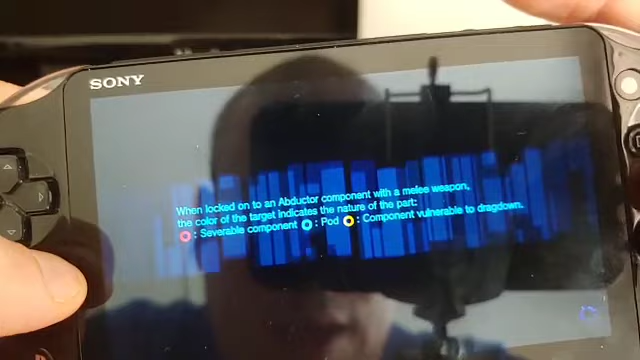 SONY
When locked on to an Abductor component with a melee weapon,
the color of the target indicates the nature of the part:
: Severable component : Pod : Component vulnerable to dragdown.